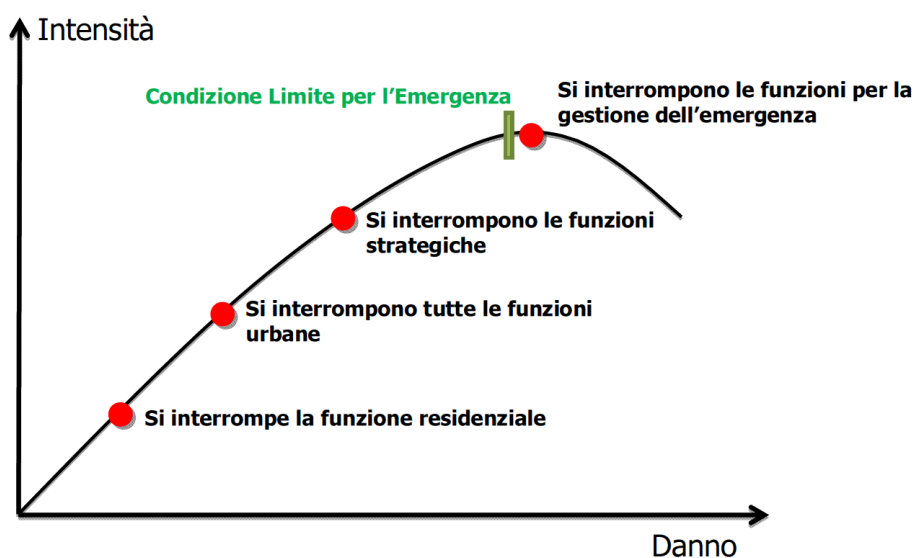 Intensità
Condizione Limite per l'Emergenza
Si interrompono le funzioni per la
gestione dell'emergenza
Si interrompono le funzioni
strategiche
Si interrompono tutte le funzioni
urbane
Si interrompe la funzione residenziale
Danno